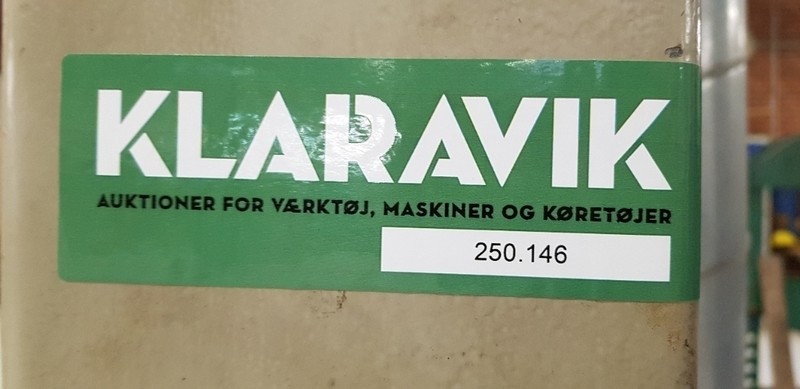 KLARAVIK
AUKTIONER FOR VÆRKTØJ, MASKINER OG KØRETØJER
250.146